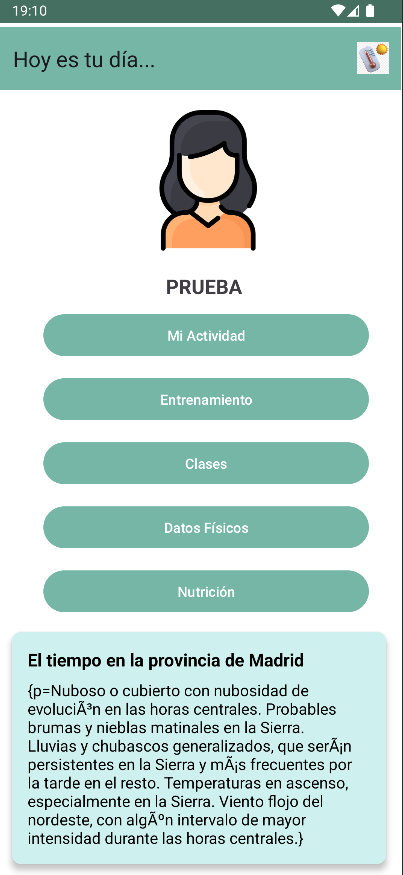 19:10
Hoy es tu día...
PRUEBA
Mi Actividad
Entrenamiento
Clases
Datos Físicos
Nutrición
El tiempo en la provincia de Madrid
{p=Nuboso o cubierto con nubosidad de
evoluciÃ³n en las horas centrales. Probables
brumas y nieblas matinales en la Sierra.
Lluvias y chubascos generalizados, que serÃ¡n
persistentes en la Sierra y mÃ¡s frecuentes por
la tarde en el resto. Temperaturas en ascenso,
especialmente en la Sierra. Viento flojo del
nordeste, con algÃºn intervalo de mayor
intensidad durante las horas centrales.}